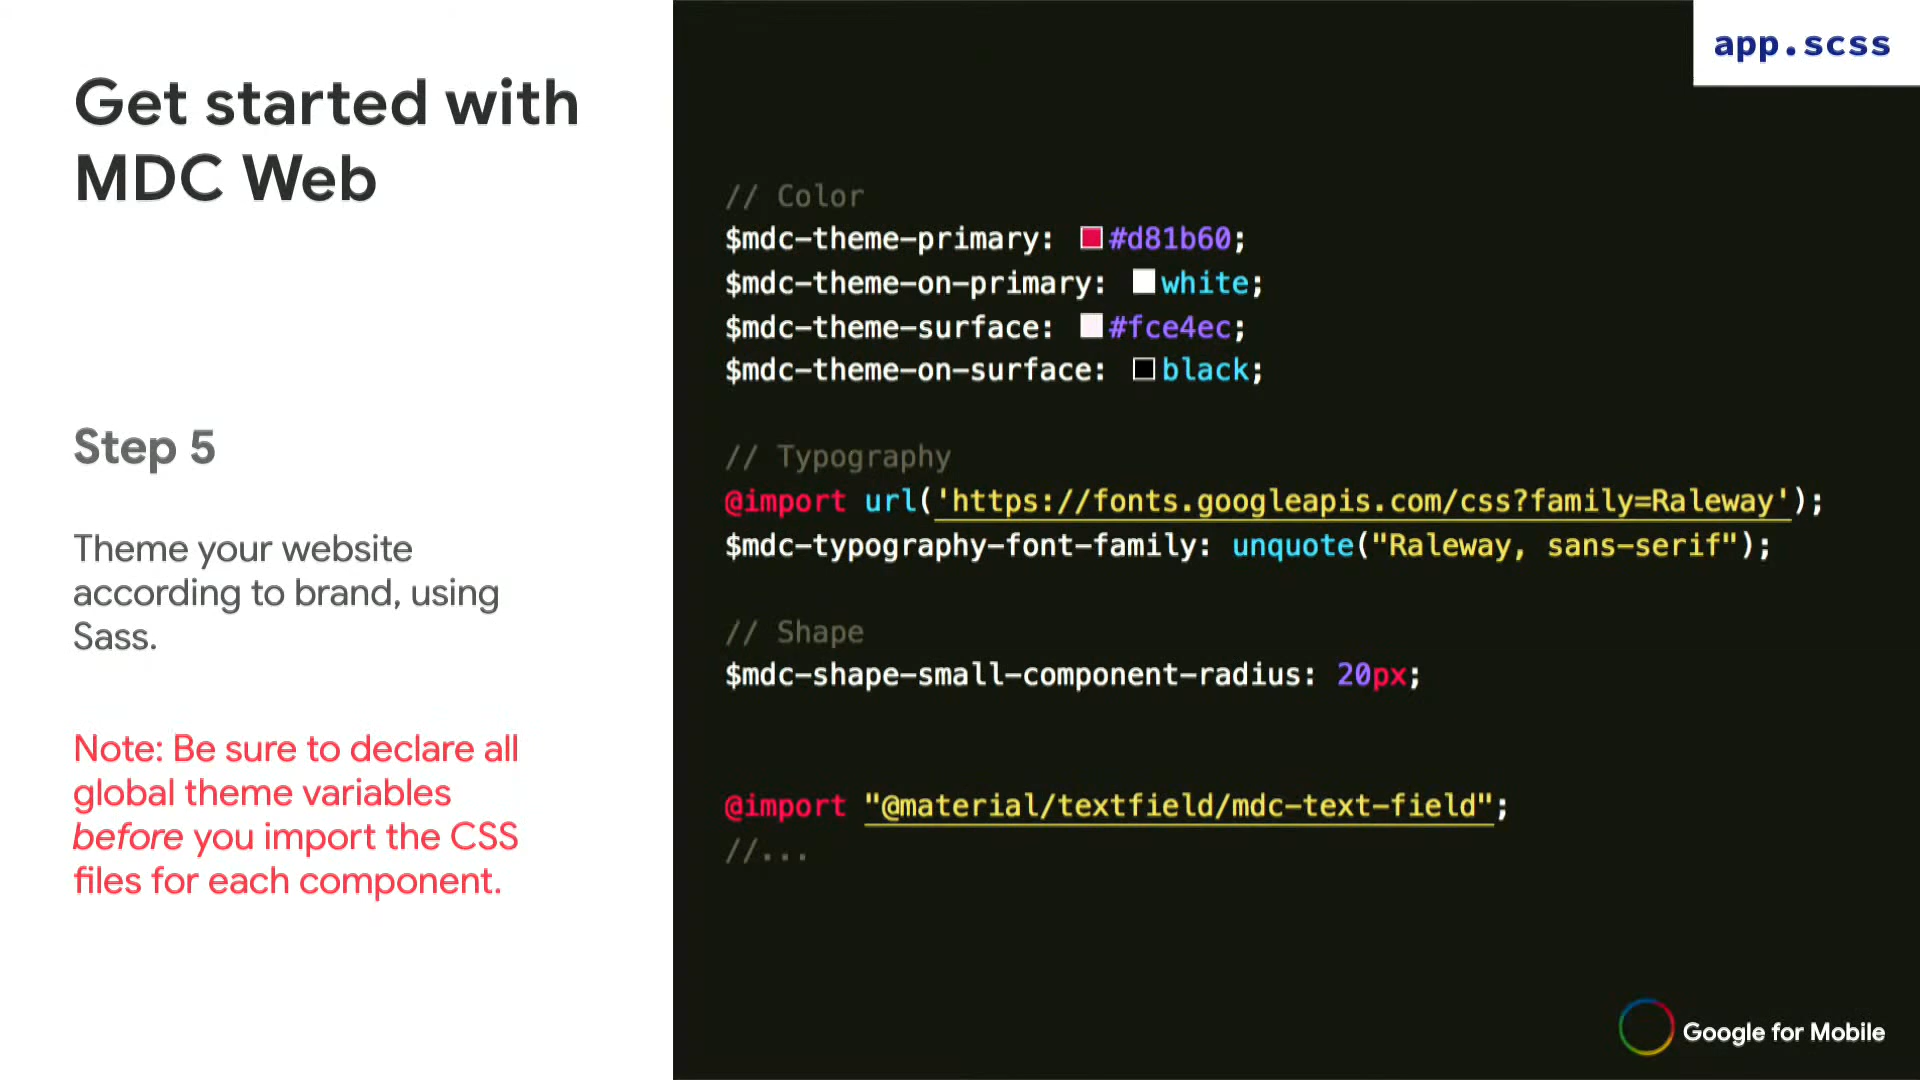 Get started with
MDC Web
Step 5
Theme your website
according to brand, using
Sass.
Note: Be sure to declare all
global theme variables
before you import the CSS
files for each component.
app.scss
// Color
$mdc-theme-primary: #d81b60;
$mdc-theme-on-primary: white;
$mdc-theme-surface: #fce4ec;
$mdc-theme-on-surface: black;
// Typography
@import url('https://fonts.googleapis.com/css?family=Raleway');
$mdc-typography-font-family: unquote("Raleway, sans-serif");
// Shape
$mdc-shape-small-component-radius: 20px;
@import "@material/textfield/mdc-text-field";
//...
Google for Mobile